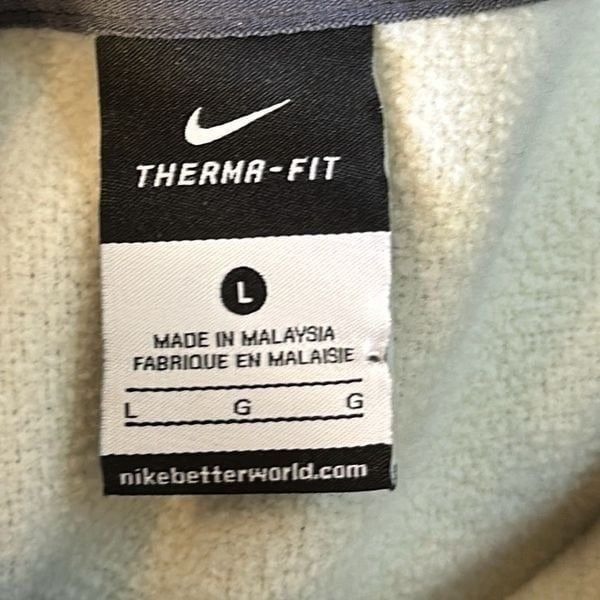 THERMA-FIT
L
MADE IN MALAYSIA
FABRIQUE EN MALAISIE
L G G
nikebetterworld.com